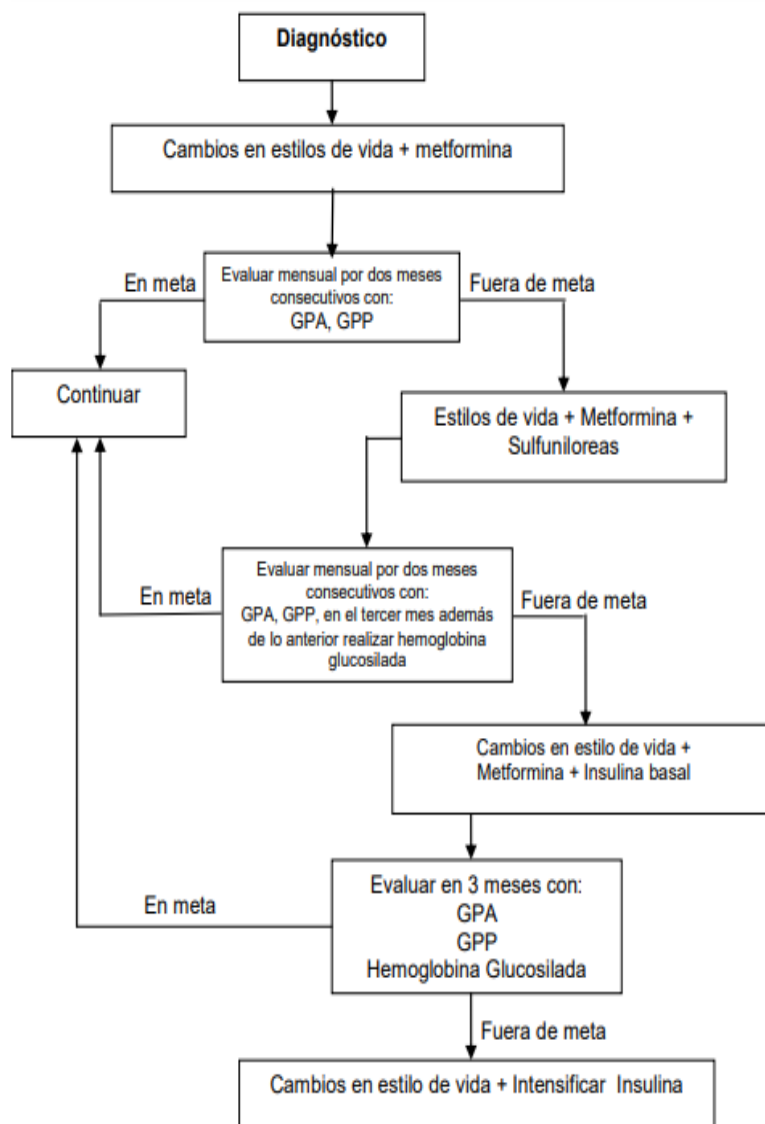 Diagnóstico
Cambios en estilos de vida + metformina
En meta
Evaluar mensual por dos meses
consecutivos con:
GPA, GPP
Fuera de meta
Continuar
Estilos de vida + Metformina +
Sulfuniloreas
En meta
Evaluar mensual por dos meses
consecutivos con:
GPA, GPP, en el tercer mes además
de lo anterior realizar hemoglobina
glucosilada
Fuera de meta
Cambios en estilo de vida +
Metformina + Insulina basal
En meta
Evaluar en 3 meses con:
GPA
GPP
Hemoglobina Glucosilada
Fuera de meta
Cambios en estilo de vida + Intensificar Insulina